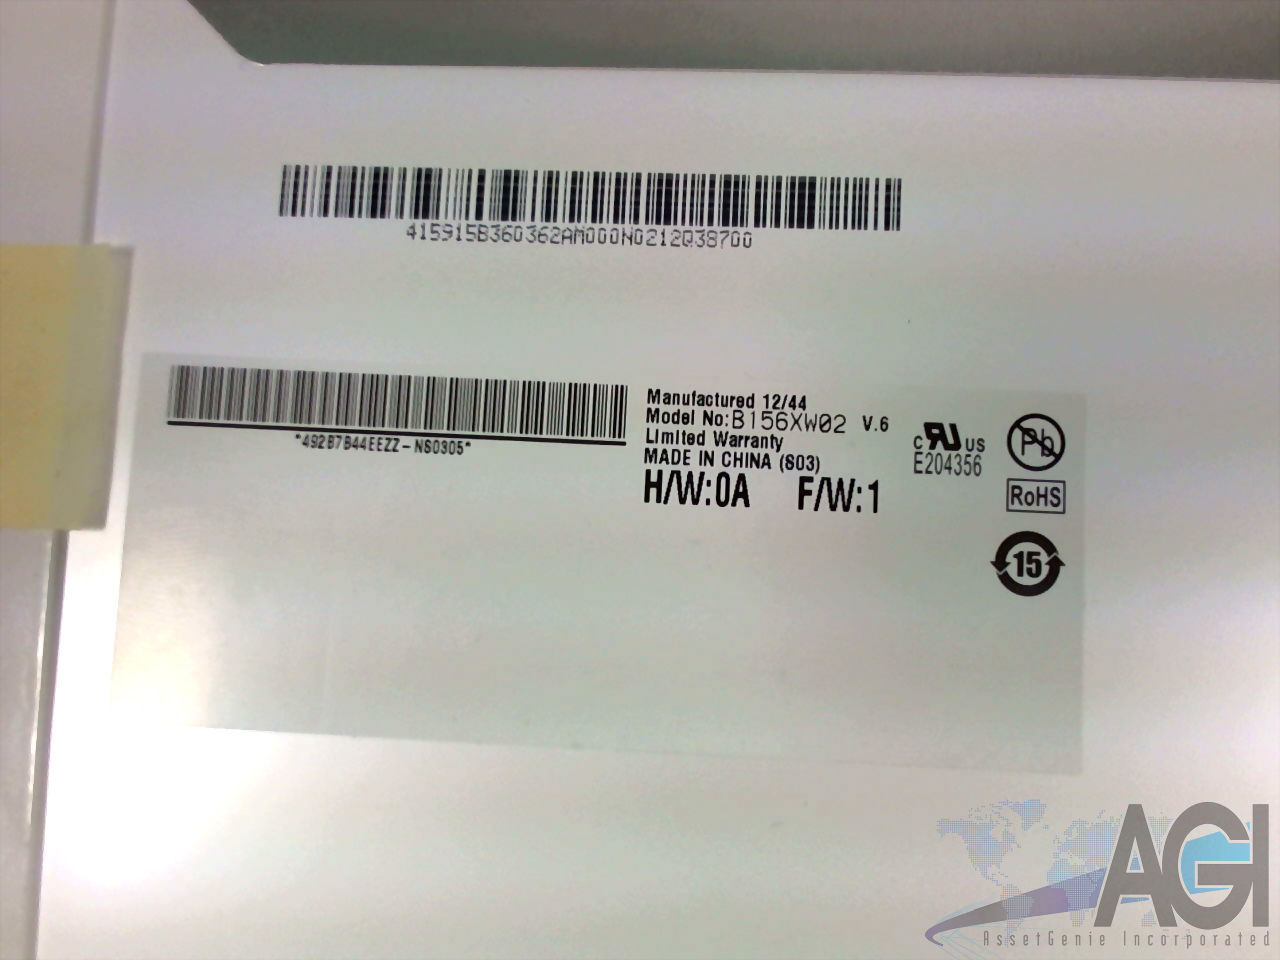 415915B360362AM000N0212Q38700
*492B7B44EEZZ-NS0305*
Manufactured 12/44
Model No:B156XW02 V.6
Limited Warranty
MADE IN CHINA (S03)
H/W:0A F/W:1
c RU US
E204356
Pb
RoHS
15
AGI
AssetGenie Incorporated